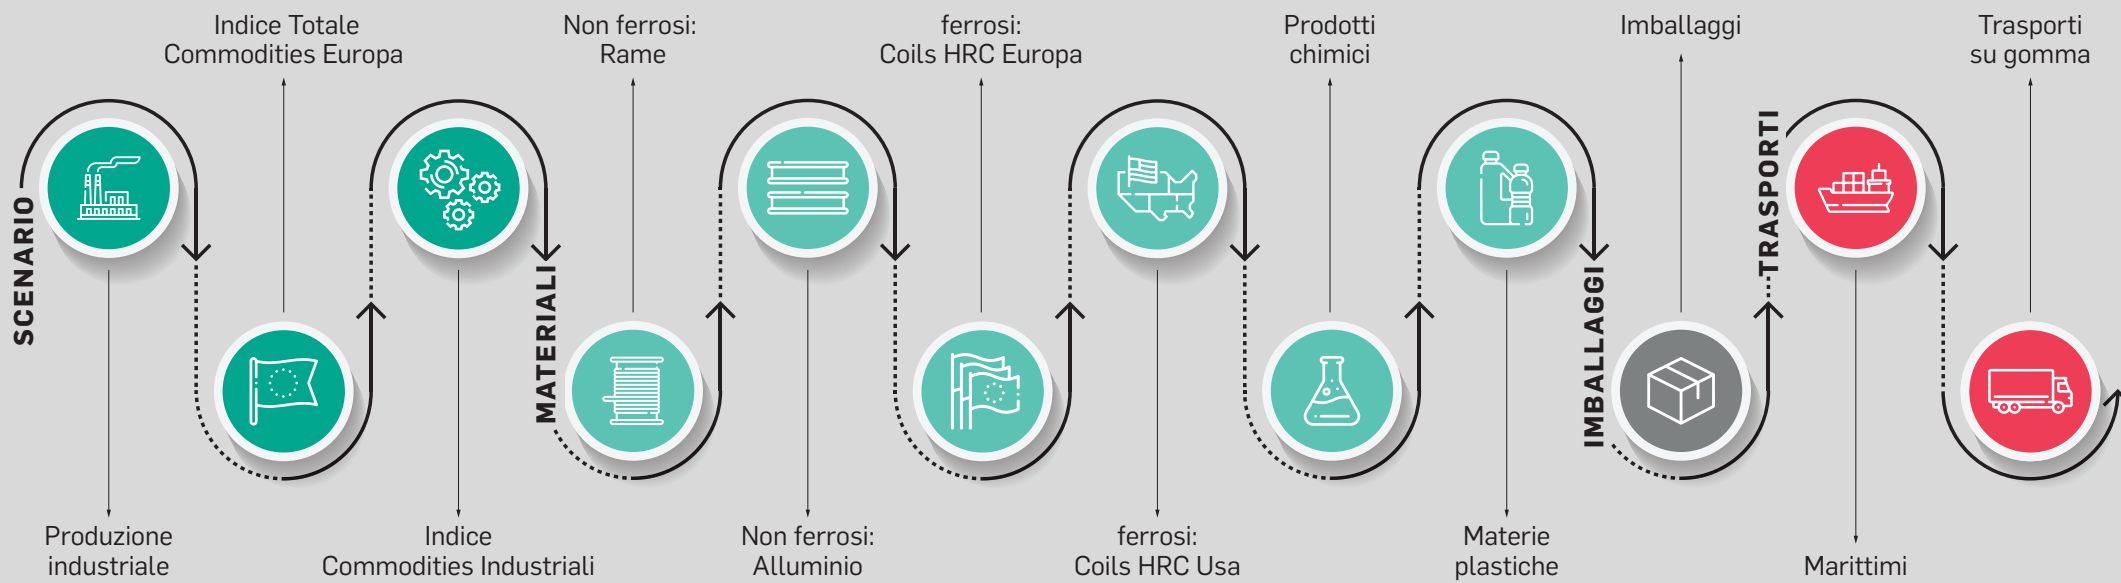 SCENARIO
Produzione
industriale
Indice Totale
Commodities Europa
Indice
Commodities Industriali
MATERIALI
Non ferrosi:
Rame
Non ferrosi:
Alluminio
ferrosi:
Coils HRC Europa
ferrosi:
Coils HRC Usa
Prodotti
chimici
Materie
plastiche
IMBALLAGGI
Imballaggi
TRASPORTI
Marittimi
Trasporti
su gomma